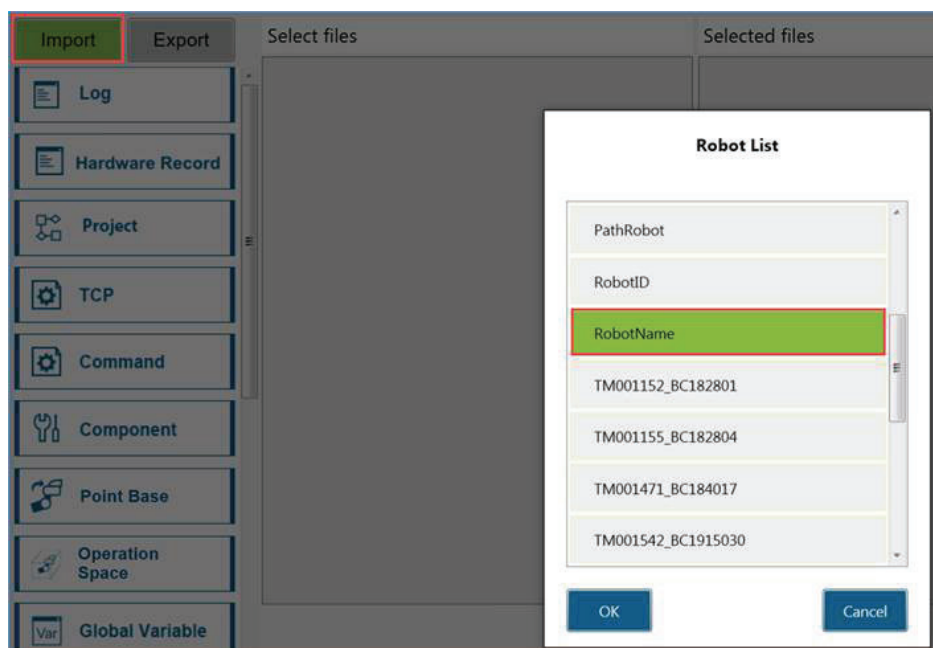 Import
Export
Select files
Selected files
Log
Hardware Record
Project
TCP
Command
Component
Point Base
Operation
Space
Var
Global Variable
Robot List
PathRobot
RobotID
RobotName
TM001152_BC182801
TM001155_BC182804
TM001471_BC184017
TM001542_BC1915030
OK
Cancel